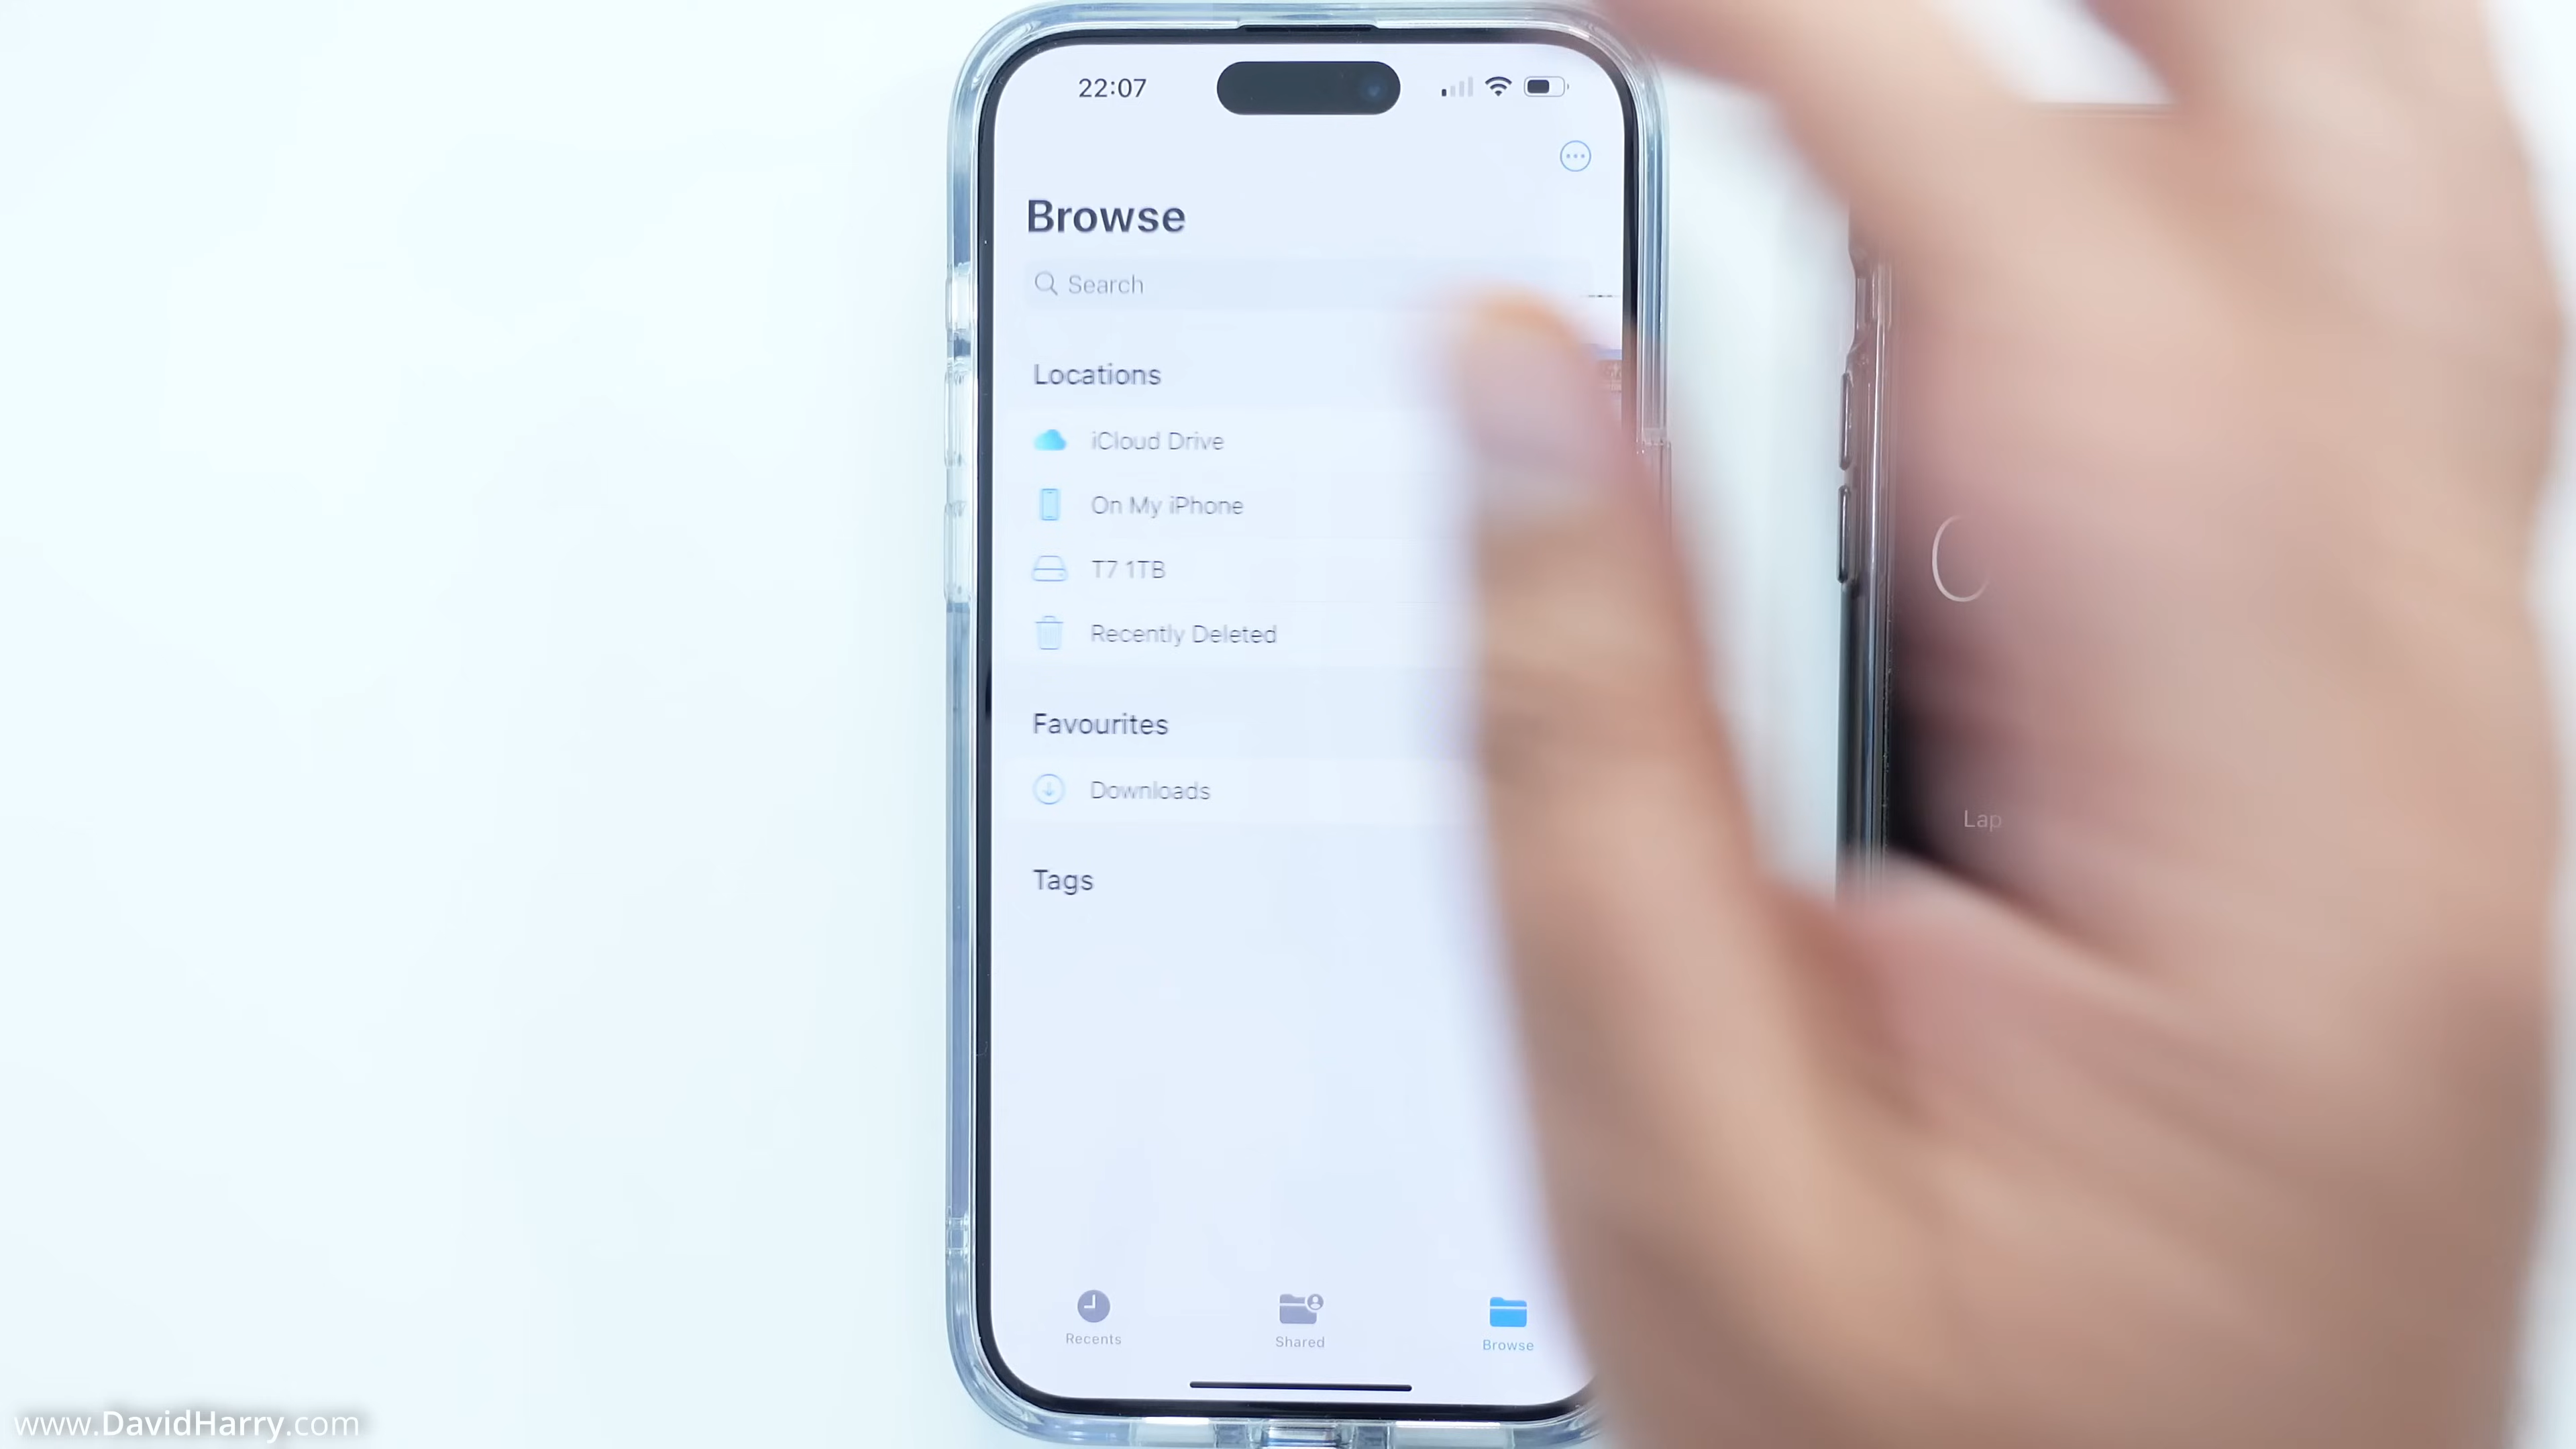 22:07
Browse
Search
Locations
iCloud Drive
On My iPhone
T7 1TB
Recently Deleted
Favourites
Downloads
Tags
Recents
Shared
Browse
Lap
www.DavidHarry.com